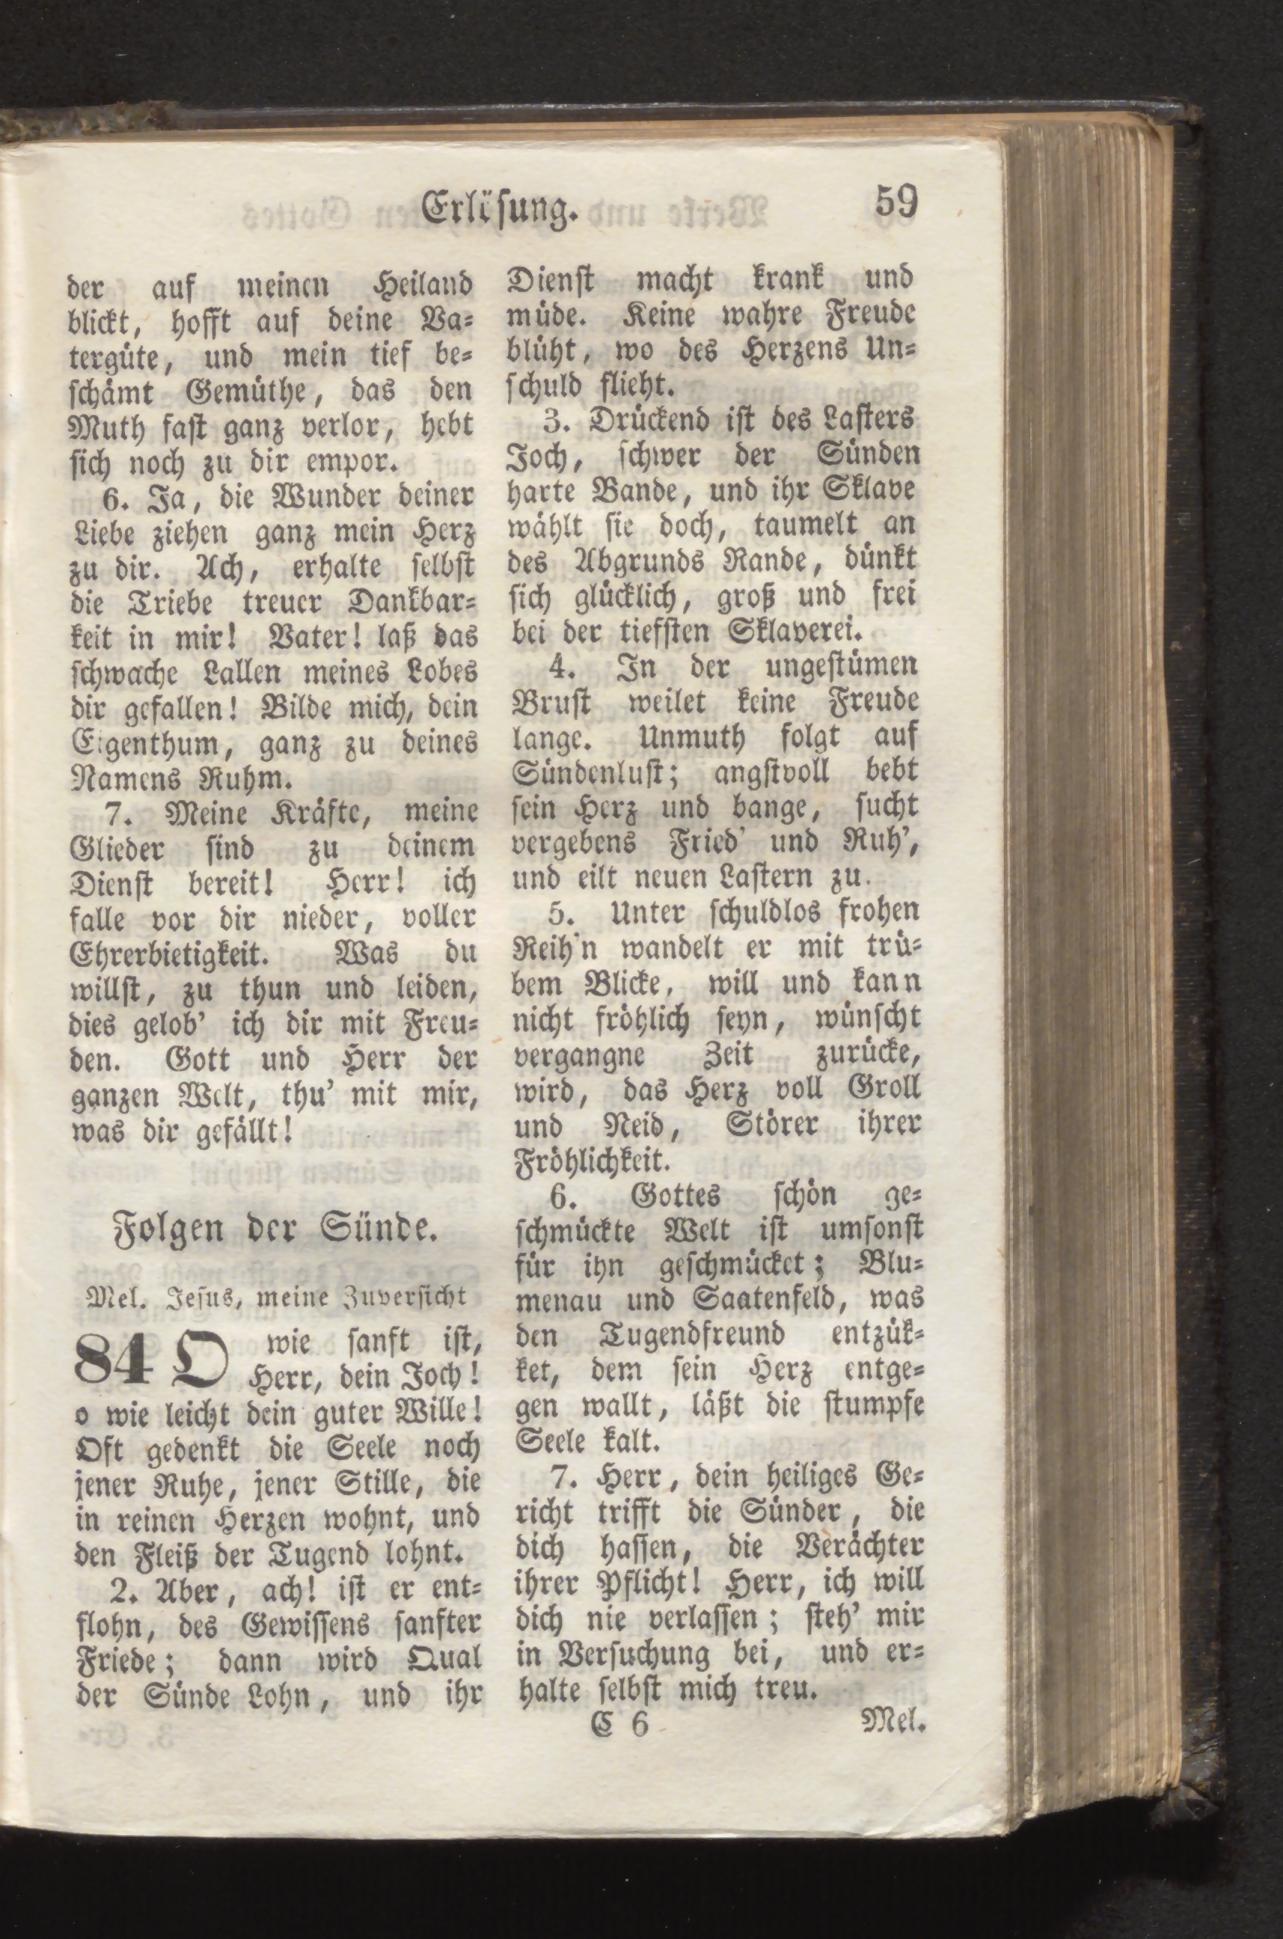 Erlösung.
59
der auf meinen Heiland
blickt, hofft auf deine Va-
tergüte, und mein tief be-
schämt Gemüthe, das den
Muth fast ganz verlor, hebt
sich noch zu dir empor.
6. Ja, die Wunder deiner
Liebe ziehen ganz mein Herz
zu dir. Ach, erhalte selbst
die Triebe treuer Dankbar-
keit in mir! Vater! laß das
schwache Lallen meines Lobes
dir gefallen! Bilde mich, dein
Eigenthum, ganz zu deines
Namens Ruhm.
7. Meine Kräfte, meine
Glieder sind zu deinem
Dienst bereit! Herr! ich
falle vor dir nieder, voller
Ehrerbietigkeit. Was du
willst, zu thun und leiden,
dies gelob' ich dir mit Freu-
den. Gott und Herr der
ganzen Welt, thu' mit mir,
was dir gefällt!
Folgen der Sünde.
Mel. Jesus, meine Zuversicht
84 O wie sanft ist,
Herr, dein Joch!
o wie leicht dein guter Wille!
Oft gedenkt die Seele noch
jener Ruhe, jener Stille, die
in reinen Herzen wohnt, und
den Fleiß der Tugend lohnt.
2. Aber, ach! ist er ent-
flohn, des Gewissens sanfter
Friede; dann wird Qual
der Sünde Lohn, und ihr
Dienst macht krank und
müde. Keine wahre Freude
blüht, wo des Herzens Un-
schuld flieht.
3. Drückend ist des Lasters
Joch, schwer der Sünden
harte Bande, und ihr Sklave
wählt sie doch, taumelt an
des Abgrunds Rande, dünkt
sich glücklich, groß und frei
bei der tiefsten Sklaverei.
4. In der ungestümen
Brust weilet keine Freude
lange. Unmuth folgt auf
Sündenlust; angstvoll bebt
sein Herz und bange, sucht
vergebens Fried' und Ruh',
und eilt neuen Lastern zu.
5. Unter schuldlos frohen
Reih'n wandelt er mit trü-
bem Blicke, will und kann
nicht fröhlich seyn, wünscht
vergangne Zeit zurücke,
wird, das Herz voll Groll
und Neid, Störer ihrer
Fröhlichkeit.
6. Gottes schön ge-
schmückte Welt ist umsonst
für ihn geschmücket; Blu-
menau und Saatenfeld, was
den Tugendfreund entzük-
ket, dem sein Herz entge-
gen wallt, läßt die stumpfe
Seele kalt.
7. Herr, dein heiliges Ge-
richt trifft die Sünder, die
dich hassen, die Verächter
ihrer Pflicht! Herr, ich will
dich nie verlassen; steh' mir
in Versuchung bei, und er-
halte selbst mich treu.
C 6
Mel.